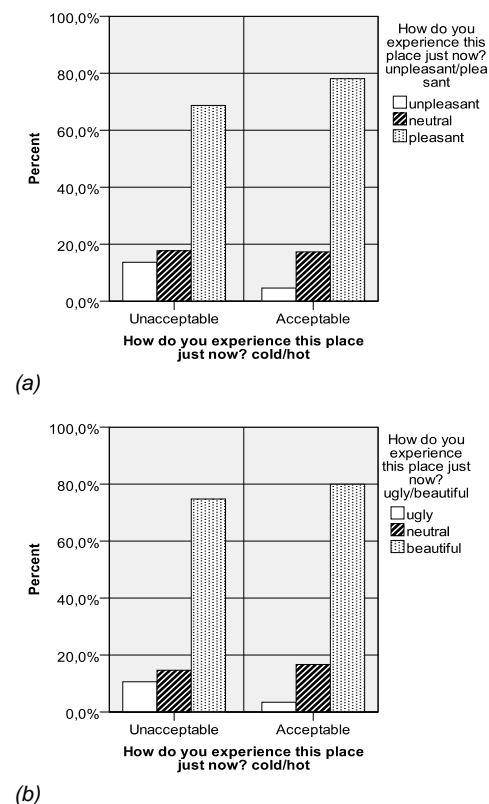 100,0%
80,0%
60,0%
40,0%
20,0%
0,0%
Percent
Unacceptable
Acceptable
How do you experience this place
just now? cold/hot
How do you
experience this
place just now?
unpleasant/plea
sant
unpleasant
neutral
pleasant
(a)
100,0%
80,0%
60,0%
40,0%
20,0%
0,0%
Percent
Unacceptable
Acceptable
How do you experience this place
just now? cold/hot
How do you
experience
this place just
now?
ugly/beautiful
ugly
neutral
beautiful
(b)